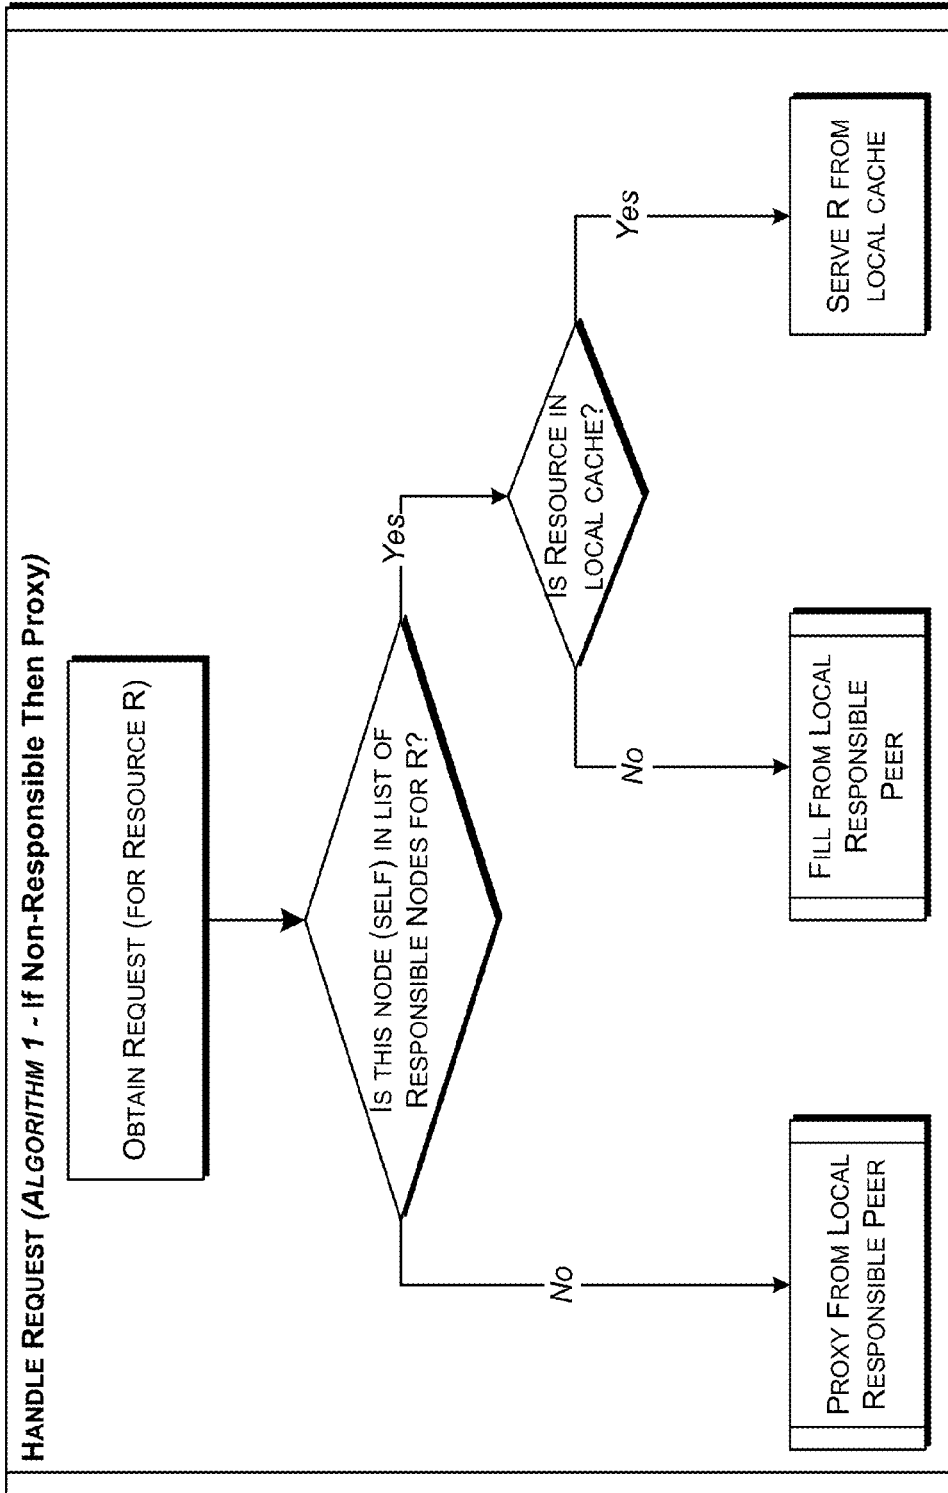 HANDLE REQUEST (ALGORITHM 1 - If Non-Responsible Then Proxy)
OBTAIN REQUEST (FOR RESOURCE R)
IS THIS NODE (SELF) IN LIST OF
RESPONSIBLE NODES FOR R?
No
Yes
IS RESOURCE IN
LOCAL CACHE?
No
Yes
PROXY FROM LOCAL
RESPONSIBLE PEER
FILL FROM LOCAL
RESPONSIBLE
PEER
SERVE R FROM
LOCAL CACHE